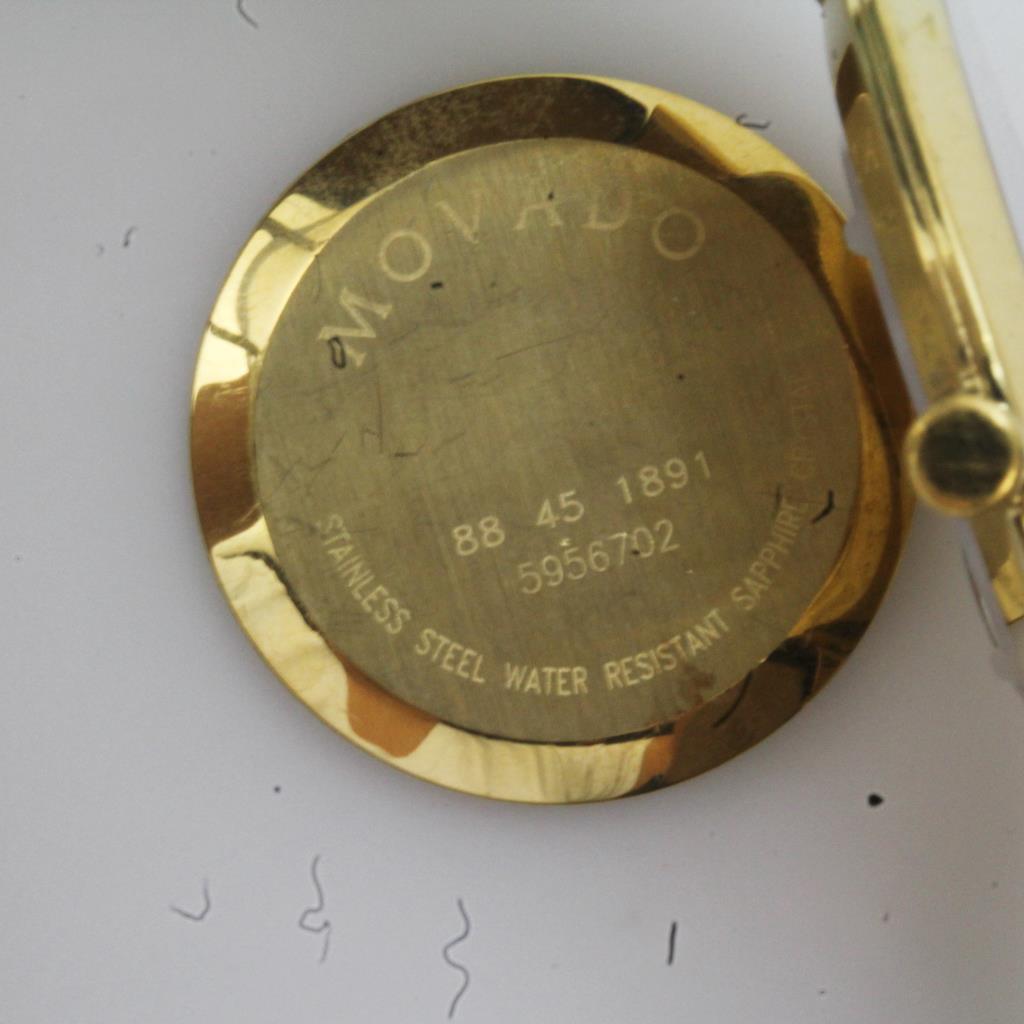 MOVADO
88 45 1891
5956702
STAINLESS STEEL WATER RESISTANT SAPPHIRE CRYSTAL